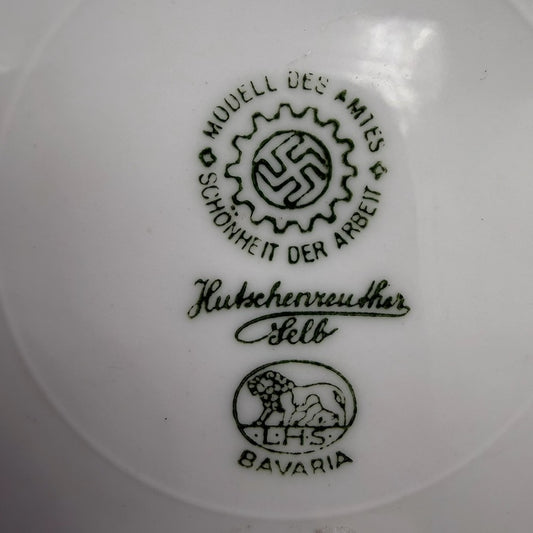 MODELL DES AMTES
SCHÖNHEIT DER ARBEIT
Hutschenreuther
Selb
L.H.S.
BAVARIA